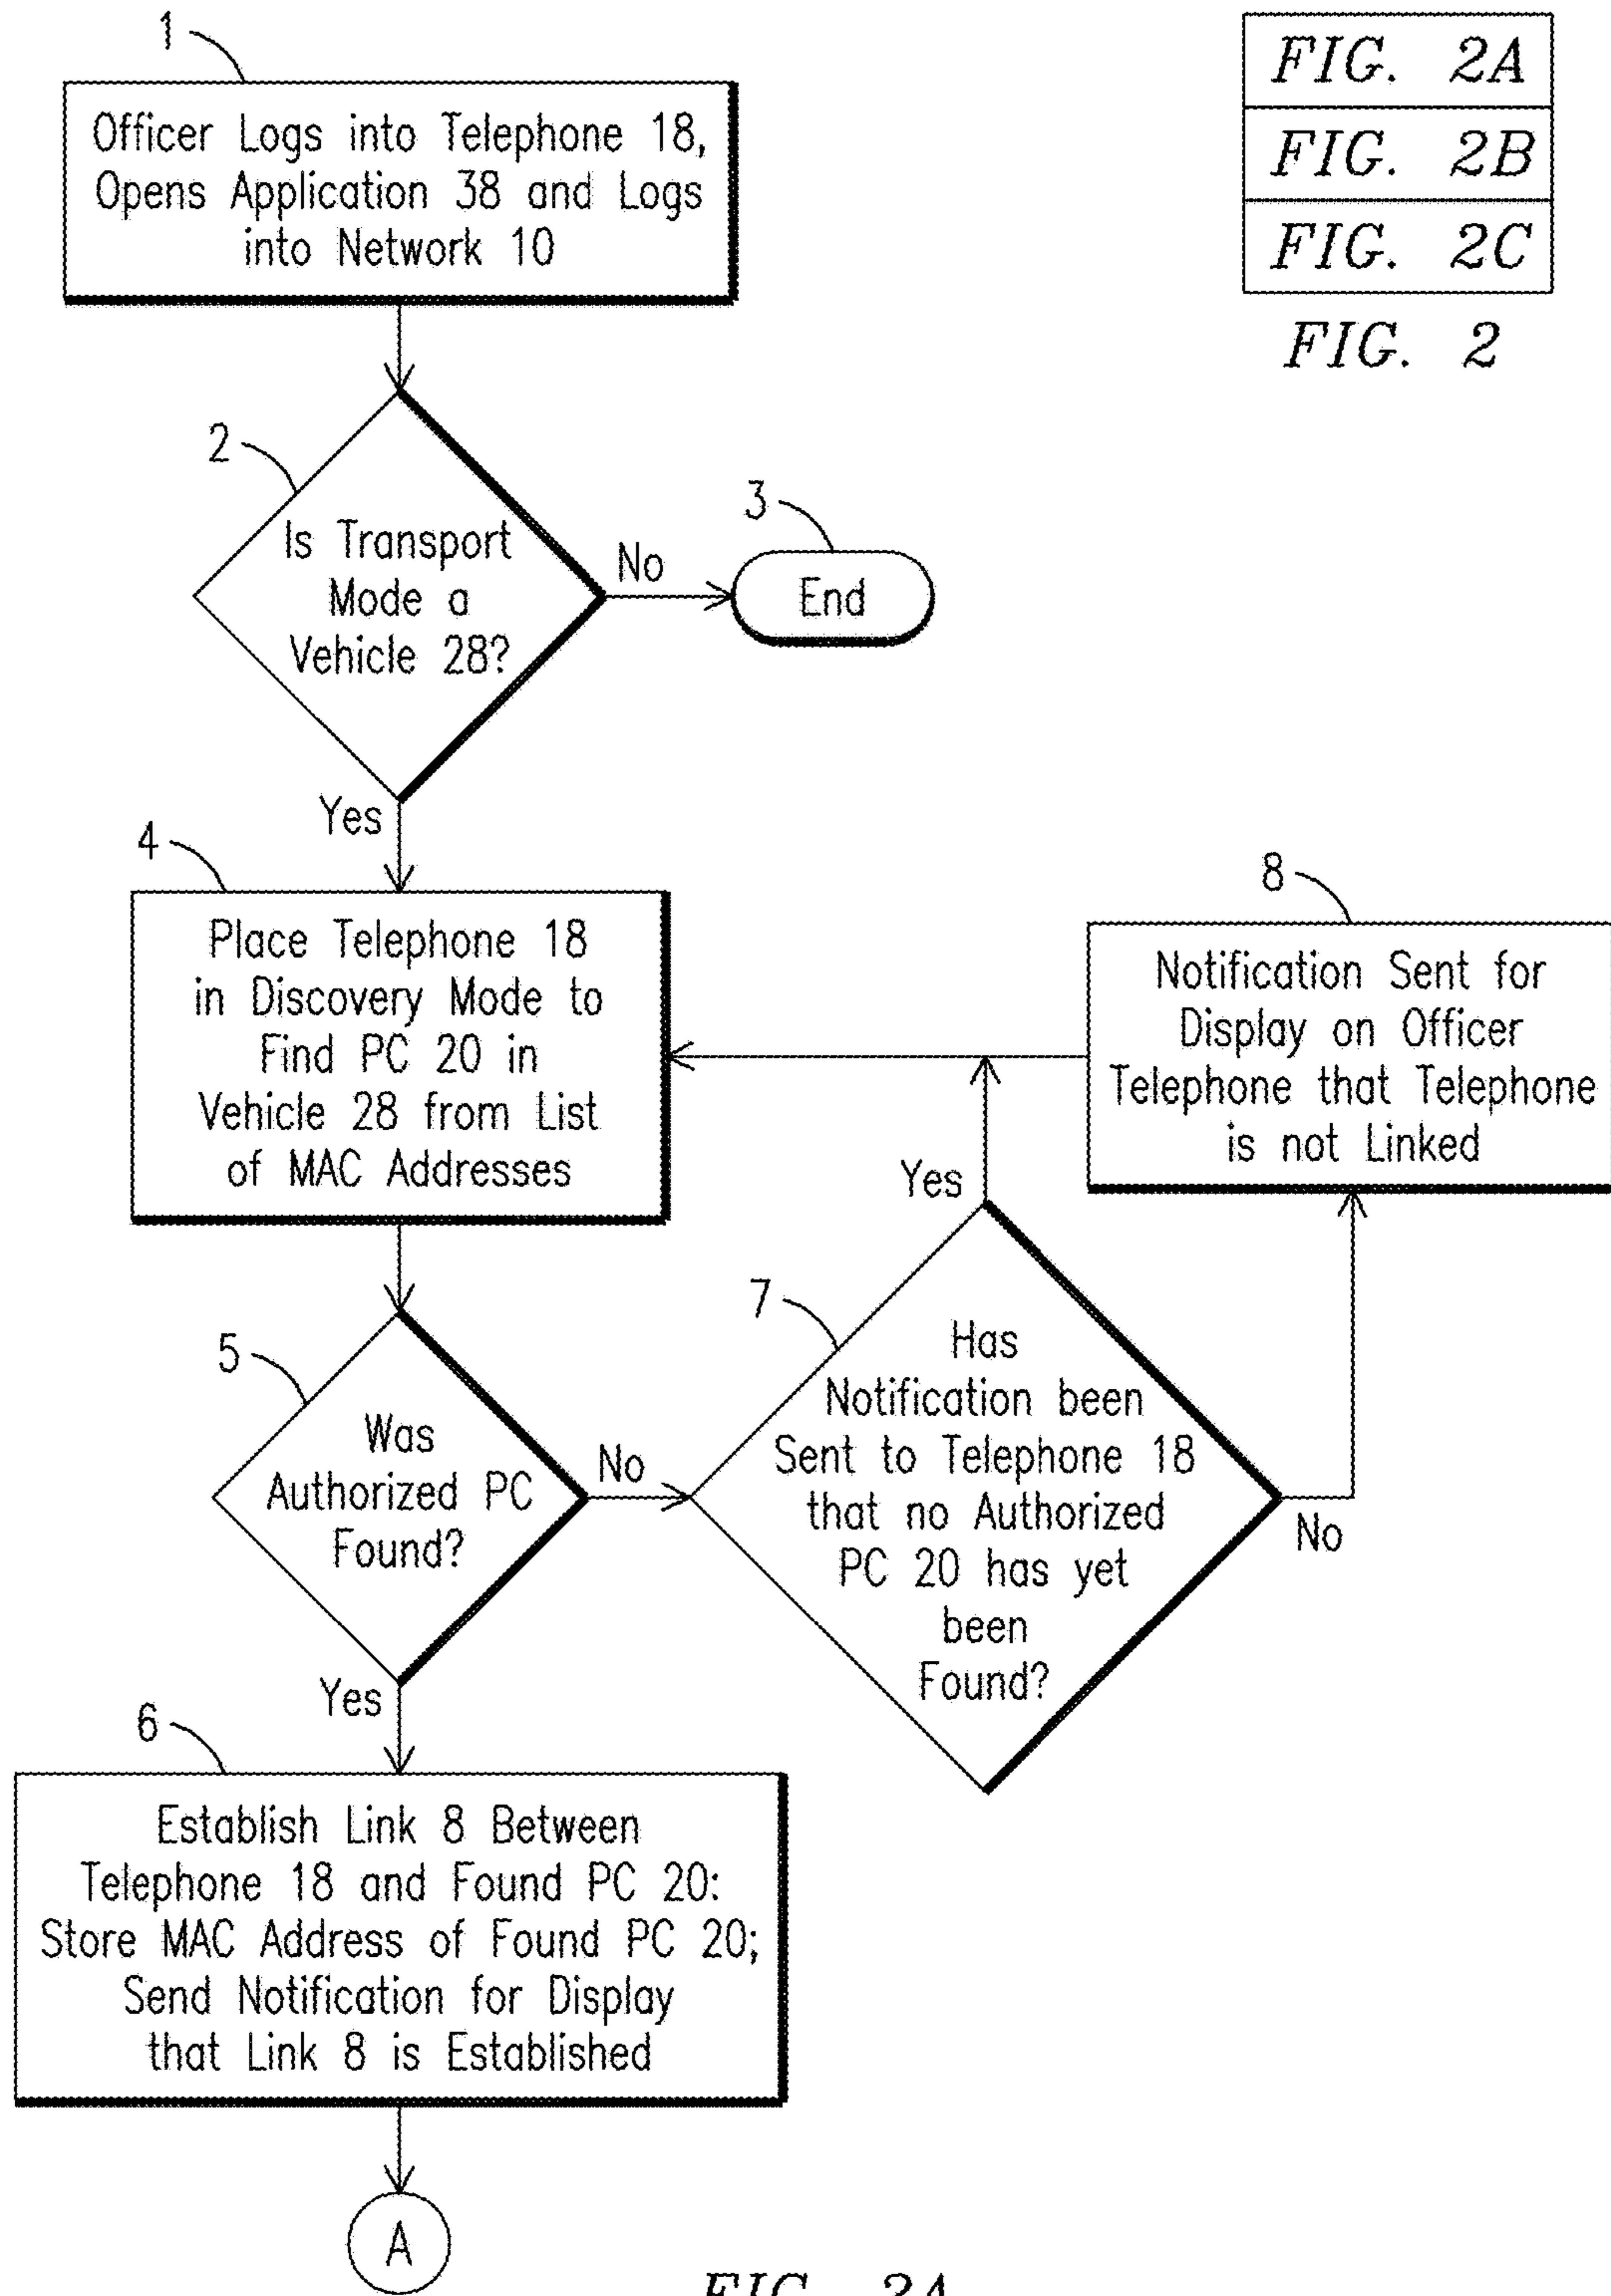 1
Officer Logs into Telephone 18,
Opens Application 38 and Logs
into Network 10
FIG. 2A
FIG. 2B
FIG. 2C
FIG. 2
2
Is Transport
Mode a
Vehicle 28?
No
3
End
Yes
4
Place Telephone 18
in Discovery Mode to
Find PC 20 in
Vehicle 28 from List
of MAC Addresses
8
Notification Sent for
Display on Officer
Telephone that Telephone
is not Linked
Yes
5
Was
Authorized PC
Found?
No
7
Has
Notification been
Sent to Telephone 18
that no Authorized
PC 20 has yet
been
Found?
No
Yes
6
Establish Link 8 Between
Telephone 18 and Found PC 20:
Store MAC Address of Found PC 20;
Send Notification for Display
that Link 8 is Established
A
FIG. 2A